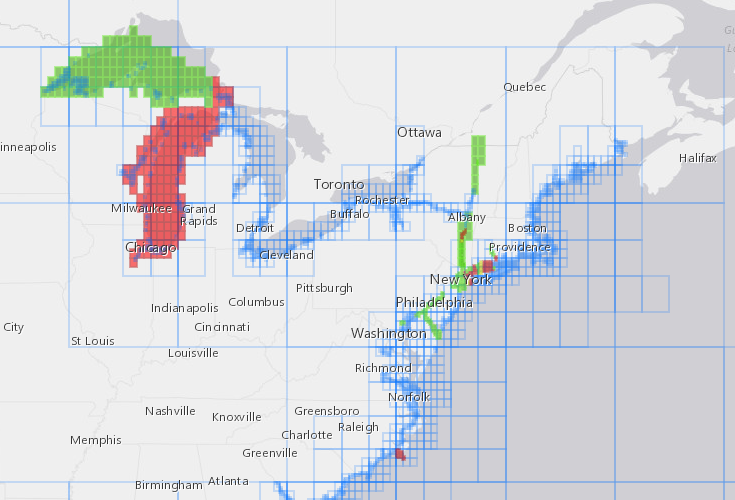 Quebec
Ottawa
inneapolis
Halifax
Toronto
Rochester
Milwaukee
Grand
Rapids
Buffalo
Albany
Detroit
Boston
Chicago
Cleveland
Providence
New York
Pittsburgh
Columbus
Philadelphia
Indianapolis
City
Cincinnati
St Louis
Washington
Louisville
Richmond
Norfolk
Nashville
Knoxville
Greensboro
Raleigh
Charlotte
Memphis
Greenville
Birmingham
Atlanta